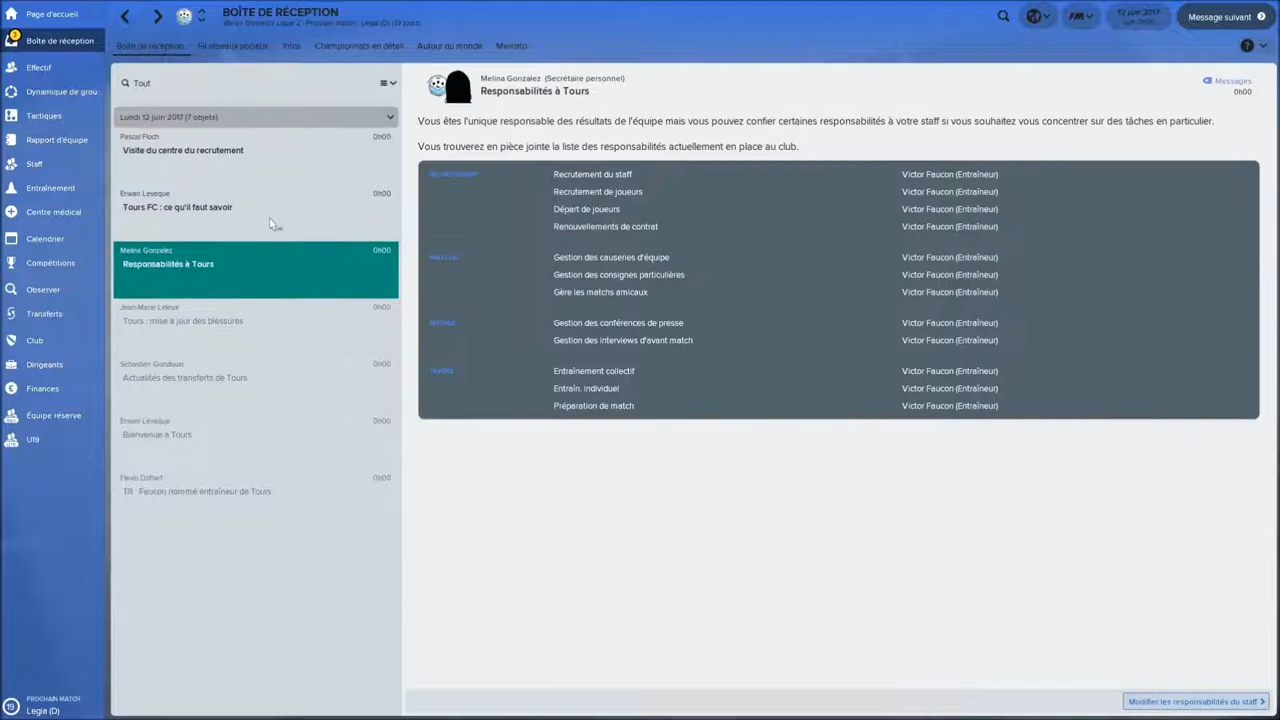 Page d'accueil
BOÎTE DE RÉCEPTION
12 juin 2017
Message suivant
3
Boîte de réception
Boîte de réception Fil réseaux sociaux Infos Championnats en détail Autour du monde Mercato
?
Effectif
Dynamique de grou...
Tactiques
Rapport d'équipe
Staff
Entraînement
Centre médical
Calendrier
Compétitions
Observer
Transferts
Club
Dirigeants
Finances
Équipe réserve
U19
19 PROCHAIN MATCH
Legia (D)
Tout
Lundi 12 juin 2017 (7 objets)
Pascal Floch 0h00
Visite du centre du recrutement
Erwan Leveque 0h00
Tours FC : ce qu'il faut savoir
Melina Gonzalez 0h00
Responsabilités à Tours
Jean-Marie Leleux 0h00
Tours : mise à jour des blessures
Sébastien Gondouin 0h00
Actualités des transferts de Tours
Erwan Leveque 0h00
Bienvenue à Tours
0h00
TR Faucon nommé entraîneur de Tours
Melina Gonzalez (Secrétaire personnel)
Responsabilités à Tours
Messages
0h00
Vous êtes l'unique responsable des résultats de l'équipe mais vous pouvez confier certaines responsabilités à votre staff si vous souhaitez vous concentrer sur des tâches en particulier.
Vous trouverez en pièce jointe la liste des responsabilités actuellement en place au club.
Recrutement du staff Victor Faucon (Entraîneur)
Recrutement de joueurs Victor Faucon (Entraîneur)
Départ de joueurs Victor Faucon (Entraîneur)
Renouvellements de contrat Victor Faucon (Entraîneur)
Gestion des causeries d'équipe Victor Faucon (Entraîneur)
Gestion des consignes particulières Victor Faucon (Entraîneur)
Gère les matchs amicaux Victor Faucon (Entraîneur)
Gestion des conférences de presse Victor Faucon (Entraîneur)
Gestion des interviews d'avant match Victor Faucon (Entraîneur)
Entraînement collectif Victor Faucon (Entraîneur)
Entraîn. individuel Victor Faucon (Entraîneur)
Préparation de match Victor Faucon (Entraîneur)
Modifier les responsabilités du staff